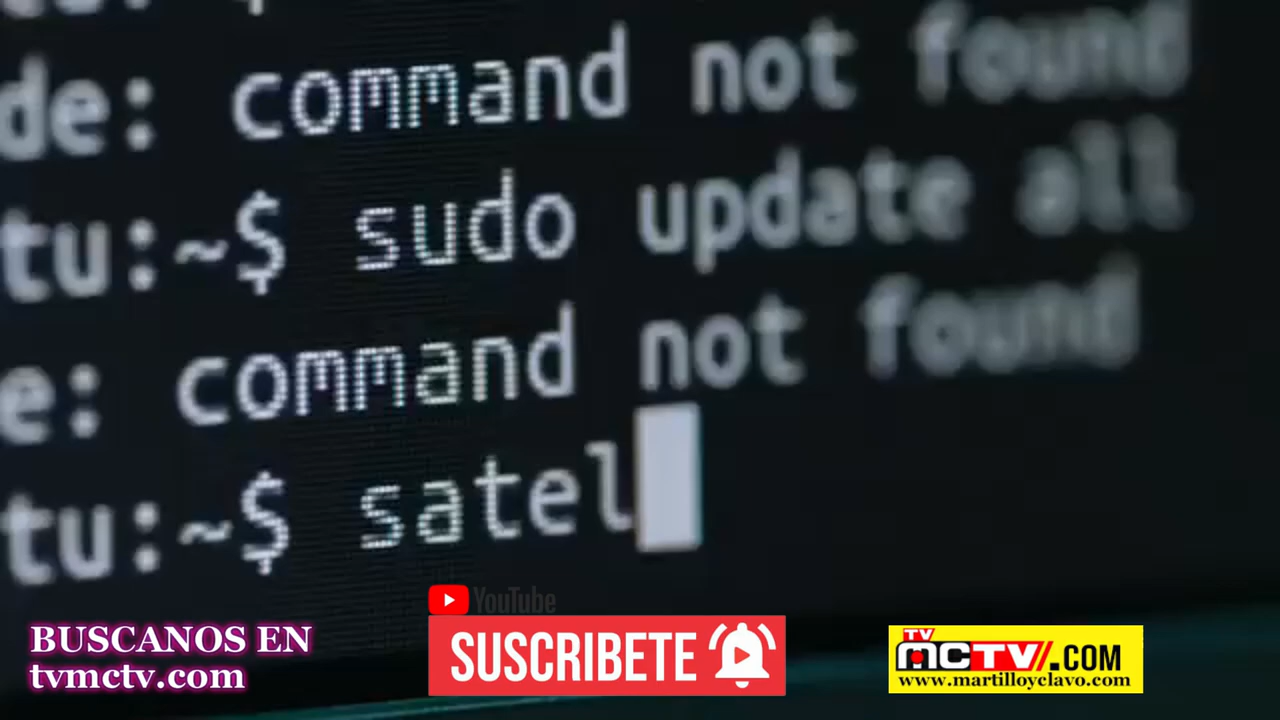 de: command not found
tu:~$ sudo update all
e: command not found
tu:~$ satel
YouTube
SUSCRIBETE
BUSCANOS EN
tvmctv.com
TV
MCTV//.COM
www.martilloyclavo.com